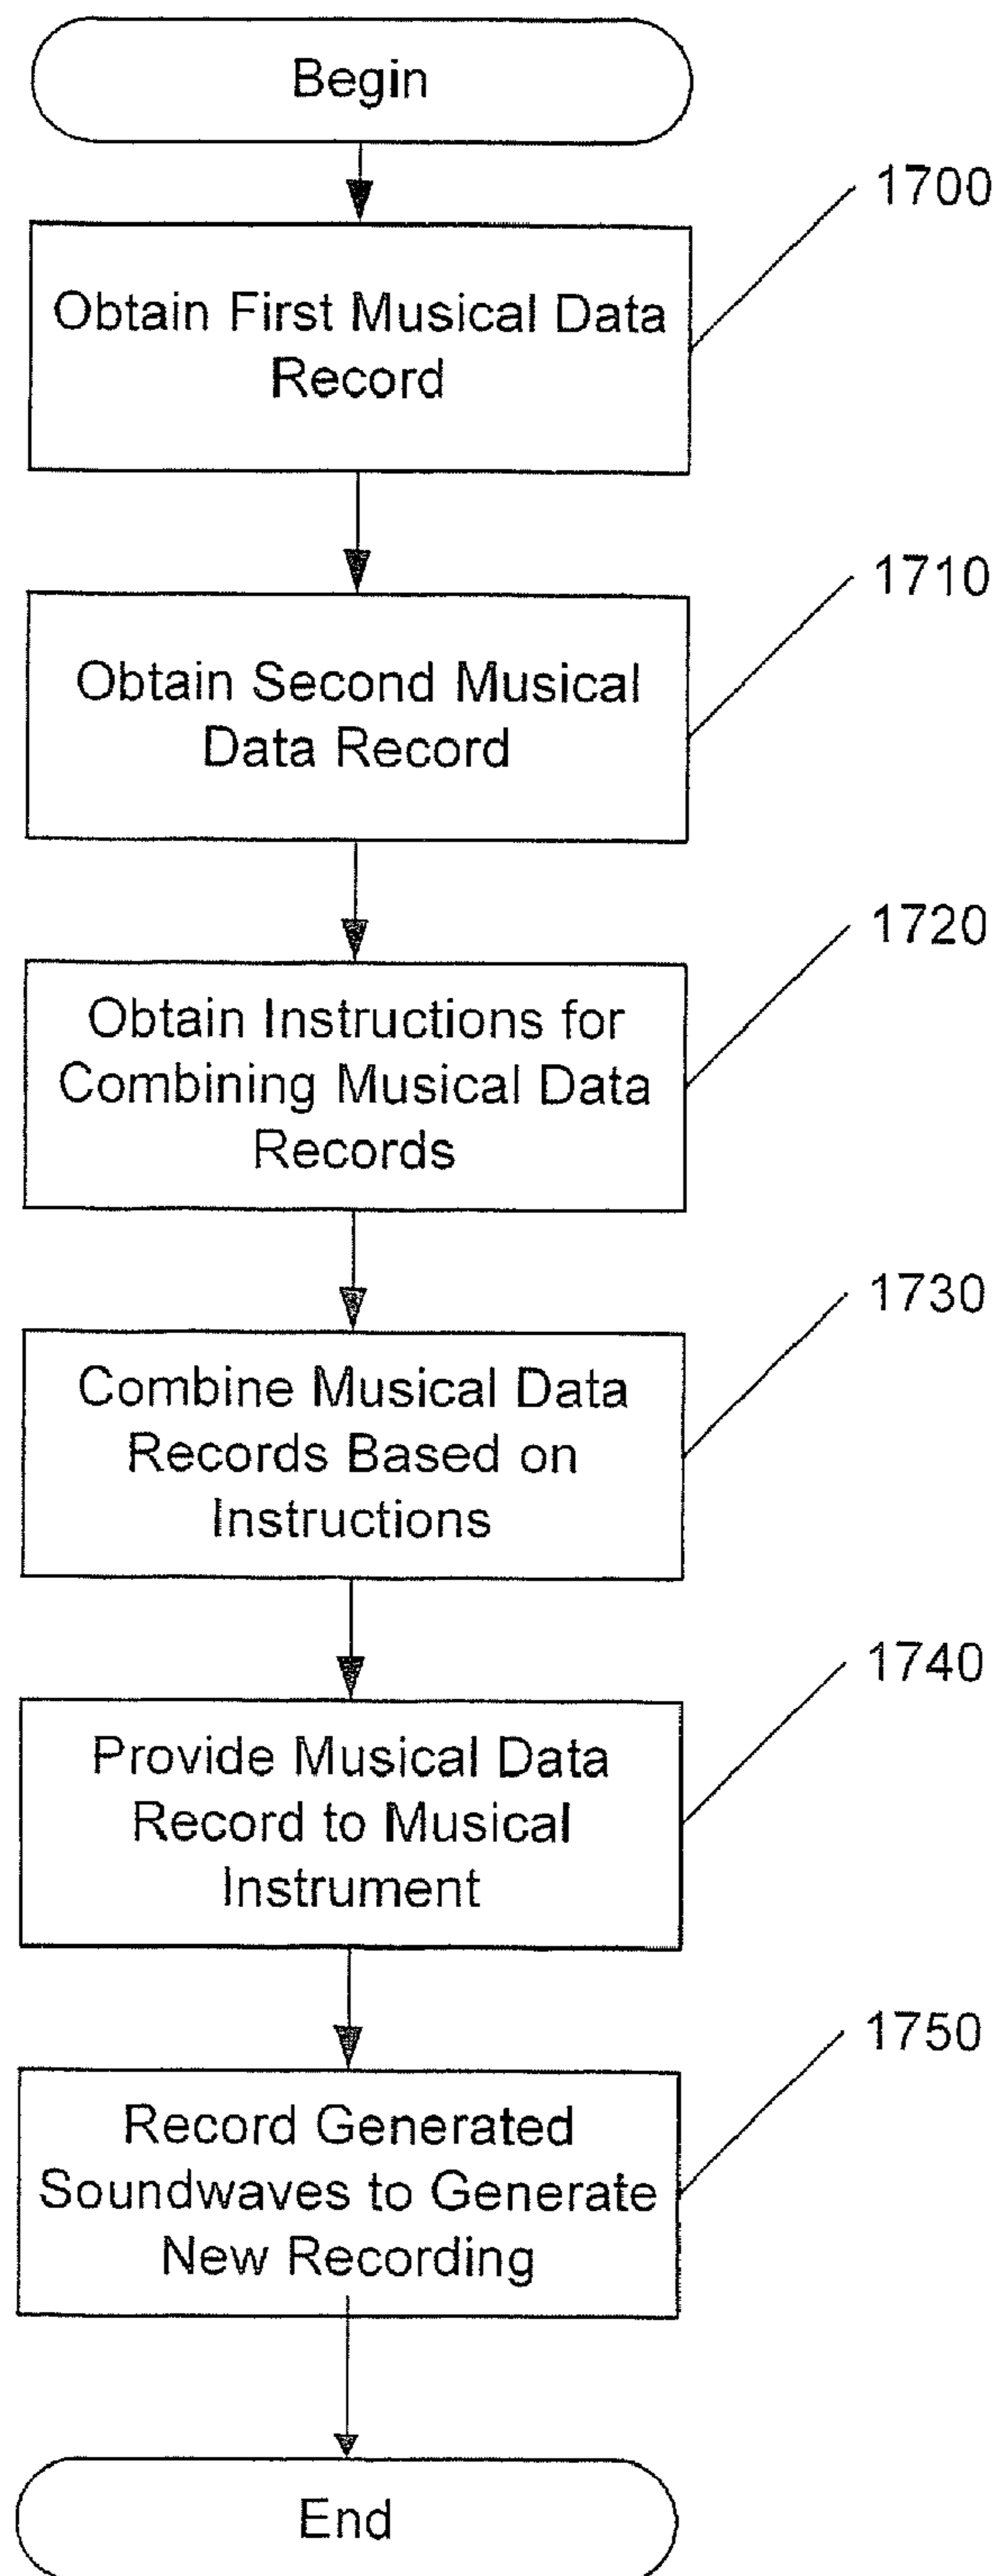 Begin
1700
Obtain First Musical Data
Record
1710
Obtain Second Musical
Data Record
1720
Obtain Instructions for
Combining Musical Data
Records
1730
Combine Musical Data
Records Based on
Instructions
1740
Provide Musical Data
Record to Musical
Instrument
1750
Record Generated
Soundwaves to Generate
New Recording
End